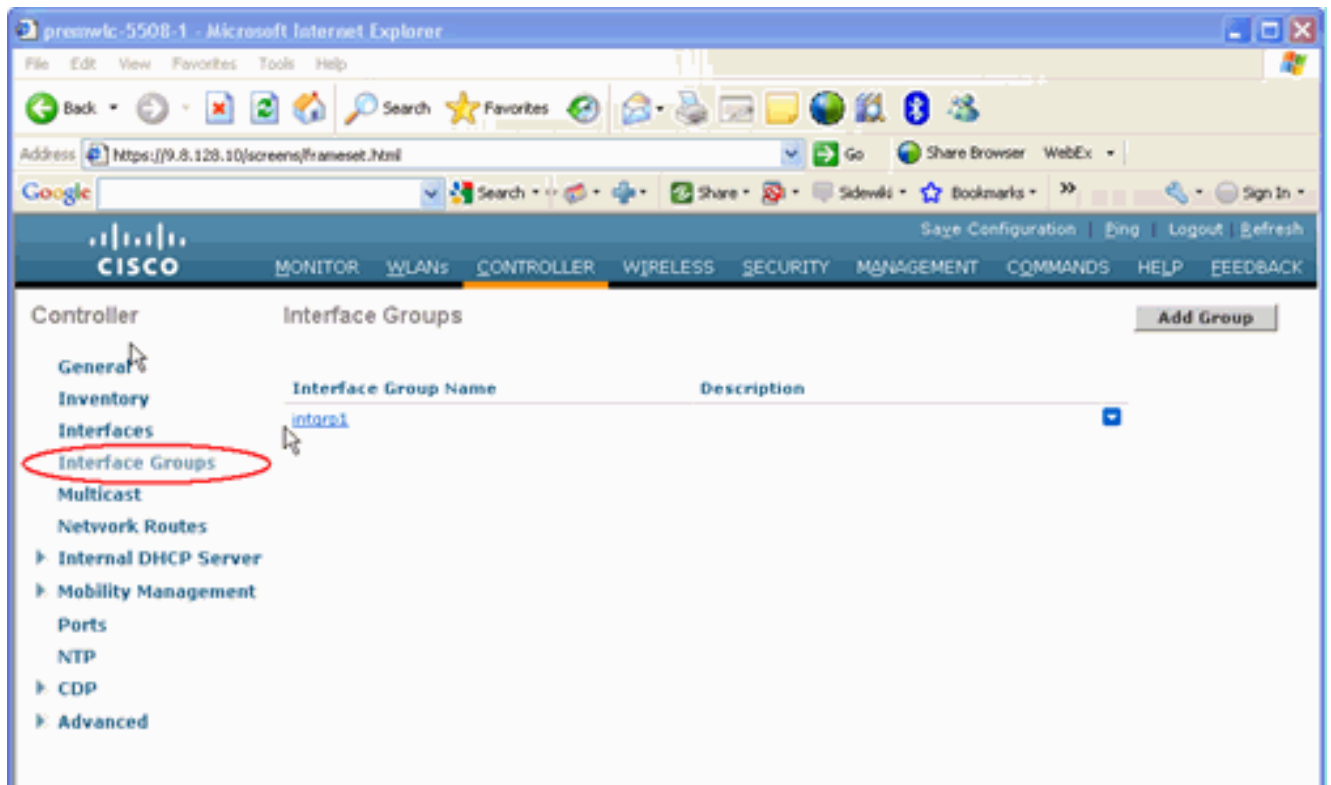 premwlc-5508-1 - Microsoft Internet Explorer
File Edit View Favorites Tools Help
Back Search Favorites
Address https://9.8.128.10/screens/frameset.html Go Share Browser WebEx
Google Search Share Sidewiki Bookmarks » Sign In
Save Configuration | Ping | Logout | Refresh
CISCO MONITOR WLANs CONTROLLER WIRELESS SECURITY MANAGEMENT COMMANDS HELP FEEDBACK
Controller
General
Inventory
Interfaces
Interface Groups
Multicast
Network Routes
Internal DHCP Server
Mobility Management
Ports
NTP
CDP
Advanced
Interface Groups
Add Group
Interface Group Name Description
intgrp1